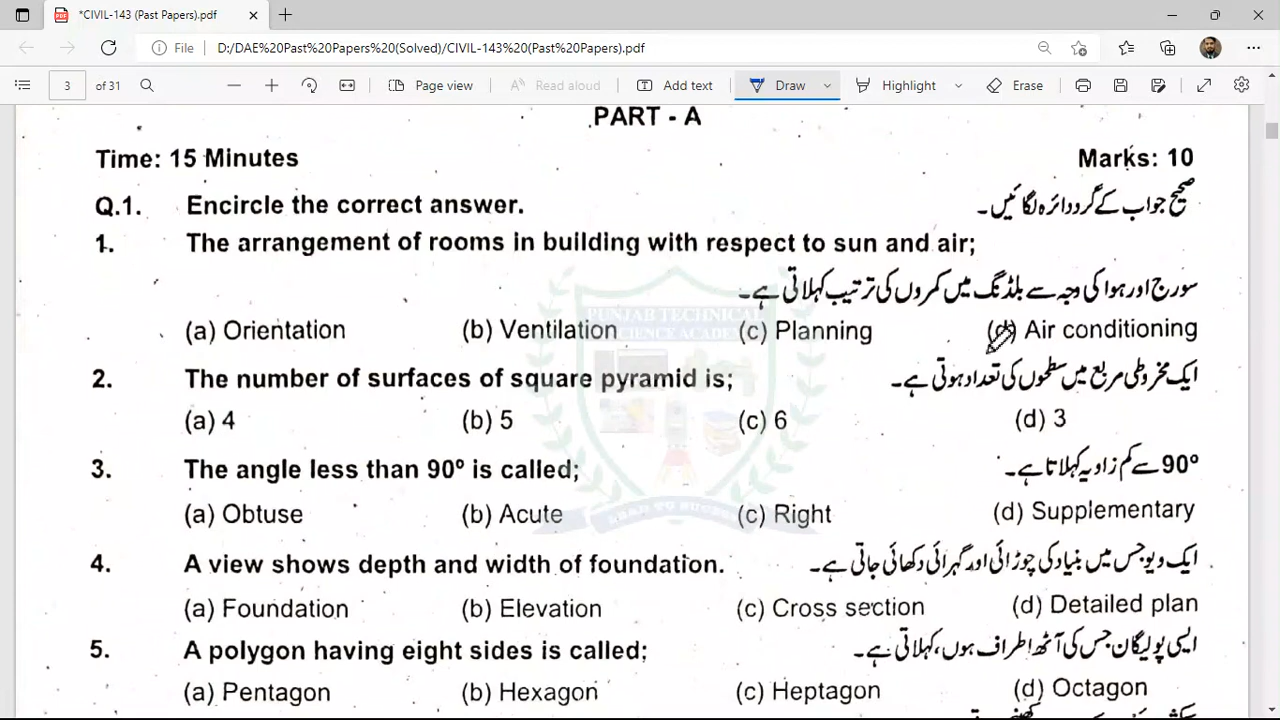 *CIVIL-143 (Past Papers).pdf
File D:/DAE%20Past%20Papers%20(Solved)/CIVIL-143%20(Past%20Papers).pdf
3 of 31 Page view Read aloud Add text Draw Highlight Erase
PART - A
Time: 15 Minutes Marks: 10
Q.1. Encircle the correct answer. صحیح جواب کے گرد دائرہ لگائیں۔
1. The arrangement of rooms in building with respect to sun and air;
سورج اور ہوا کی وجہ سے بلڈنگ میں کمروں کی ترتیب کہلاتی ہے۔
PUNJAB TECHNICAL
SCIENCE ACADEMY
(a) Orientation (b) Ventilation (c) Planning (d) Air conditioning
2. The number of surfaces of square pyramid is; ایک مخروطی مربع میں سطحوں کی تعداد ہوتی ہے۔
(a) 4 (b) 5 (c) 6 (d) 3
3. The angle less than 90º is called; 90º سے کم زاویہ کہلاتا ہے۔
(a) Obtuse (b) Acute (c) Right (d) Supplementary
4. A view shows depth and width of foundation. ایک ویو جس میں بنیاد کی چوڑائی اور گہرائی دکھائی جاتی ہے۔
(a) Foundation (b) Elevation (c) Cross section (d) Detailed plan
5. A polygon having eight sides is called; ایسی پولیگان جس کی آٹھ اطراف ہوں، کہلاتی ہے۔
(a) Pentagon (b) Hexagon (c) Heptagon (d) Octagon